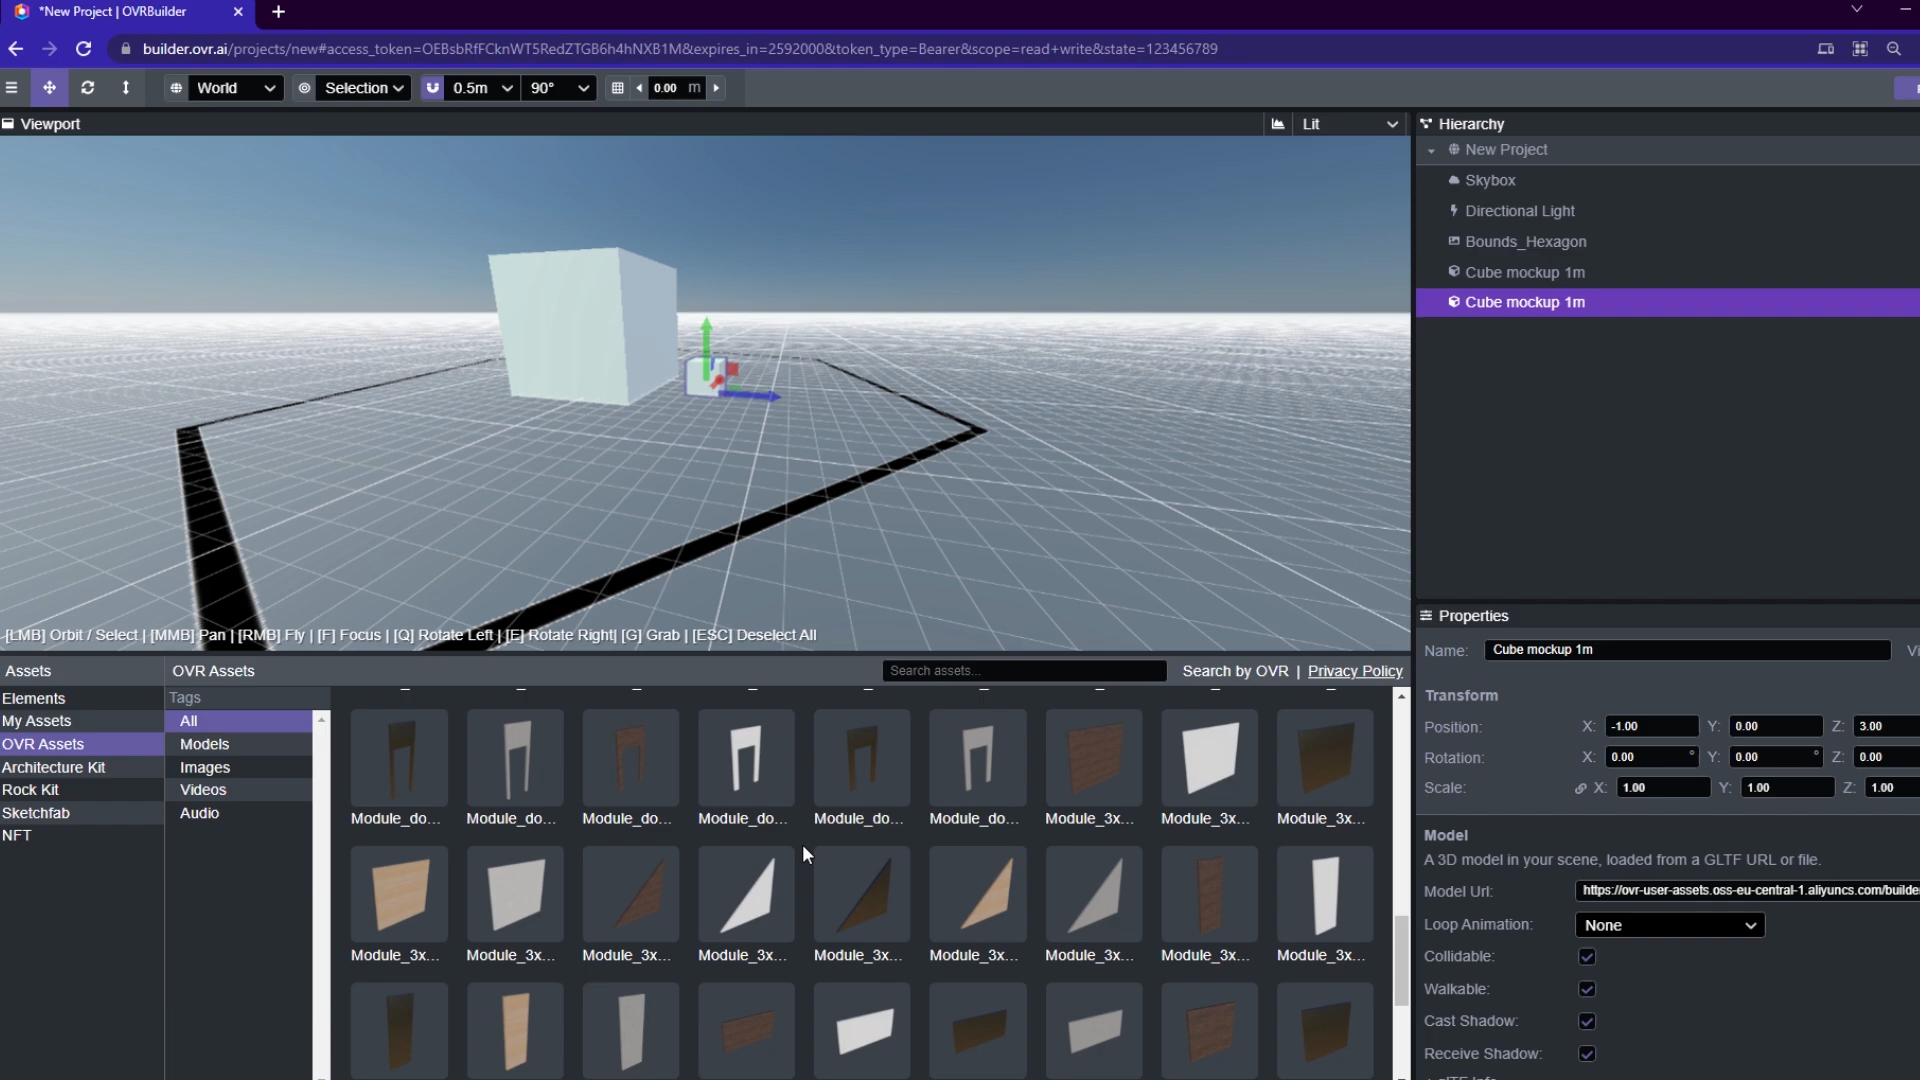 *New Project | OVRBuilder
builder.ovr.ai/projects/new#access_token=OEBsbRfFCknWT5RedZTGB6h4hNXB1M&expires_in=2592000&token_type=Bearer&scope=read+write&state=123456789
World
Selection
0.5m
90°
0.00 m
Viewport
Lit
[LMB] Orbit / Select | [MMB] Pan | [RMB] Fly | [F] Focus | [Q] Rotate Left | [E] Rotate Right| [G] Grab | [ESC] Deselect All
Hierarchy
New Project
Skybox
Directional Light
Bounds_Hexagon
Cube mockup 1m
Cube mockup 1m
Assets
Elements
My Assets
OVR Assets
Architecture Kit
Rock Kit
Sketchfab
NFT
OVR Assets
Search assets...
Search by OVR | Privacy Policy
Tags
All
Models
Images
Videos
Audio
Module_do... Module_do... Module_do... Module_do... Module_do... Module_do... Module_3x... Module_3x... Module_3x...
Module_3x... Module_3x... Module_3x... Module_3x... Module_3x... Module_3x... Module_3x... Module_3x... Module_3x...
Properties
Name: Cube mockup 1m
Transform
Position: X: -1.00 Y: 0.00 Z: 3.00
Rotation: X: 0.00 ° Y: 0.00 ° Z: 0.00
Scale: X: 1.00 Y: 1.00 Z: 1.00
Model
A 3D model in your scene, loaded from a GLTF URL or file.
Model Url: https://ovr-user-assets.oss-eu-central-1.aliyuncs.com/builde
Loop Animation: None
Collidable:
Walkable:
Cast Shadow:
Receive Shadow: